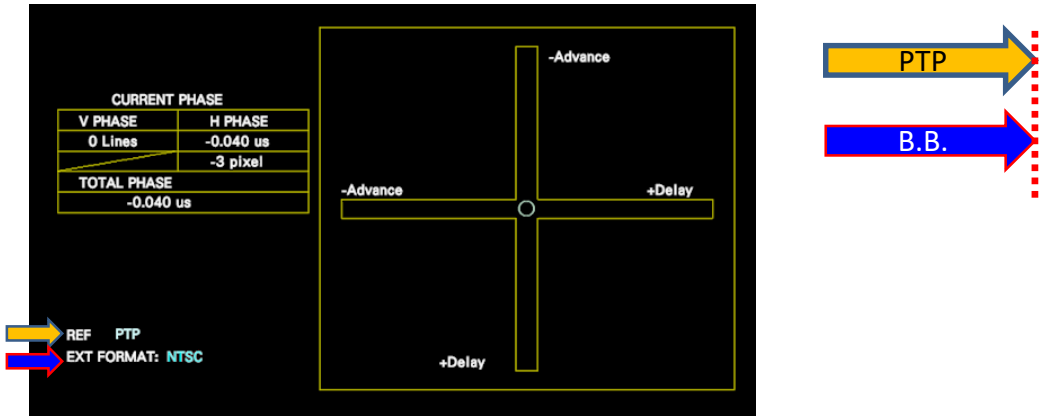 CURRENT PHASE
V PHASE H PHASE
0 Lines -0.040 us
-3 pixel
TOTAL PHASE
-0.040 us
REF PTP
EXT FORMAT: NTSC
-Advance
-Advance
+Delay
+Delay
PTP
B.B.